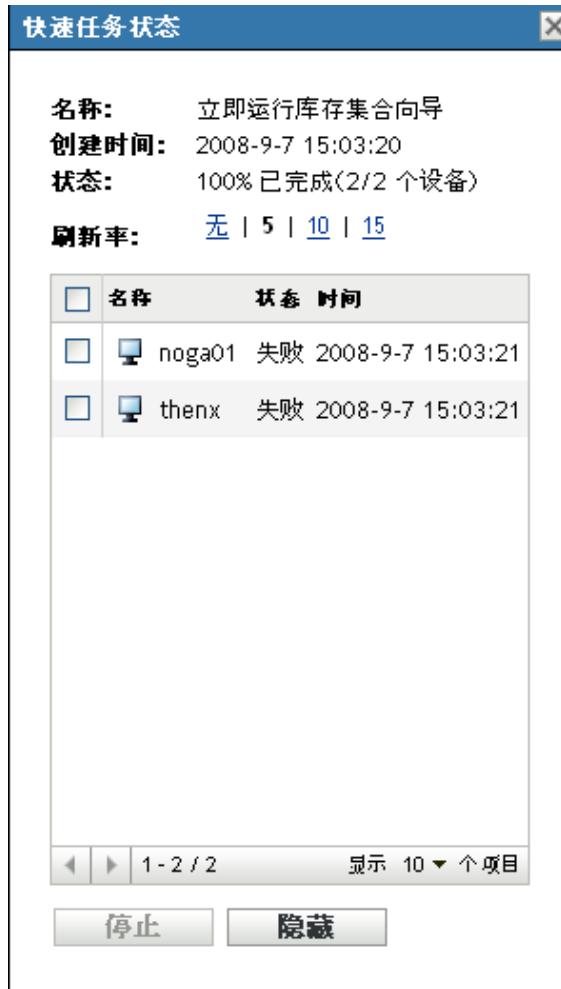 快速任务状态
名称: 立即运行库存集合向导
创建时间: 2008-9-7 15:03:20
状态: 100% 已完成(2/2 个设备)
刷新率: 无 | 5 | 10 | 15
名称 状态 时间
noga01 失败 2008-9-7 15:03:21
thenx 失败 2008-9-7 15:03:21
1 - 2 / 2 显示 10 个项目
停止 隐藏